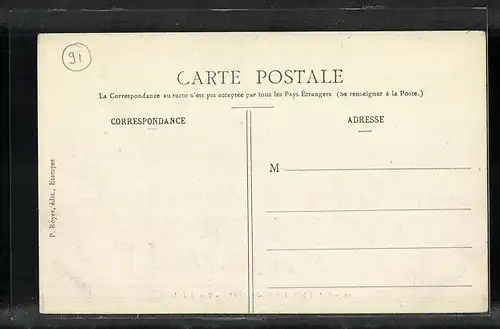 91
CARTE POSTALE
La Correspondance au recto n'est pas acceptée par tous les Pays Étrangers (Se renseigner à la Poste.)
CORRESPONDANCE
ADRESSE
M
P. Royer, édit., Etampes